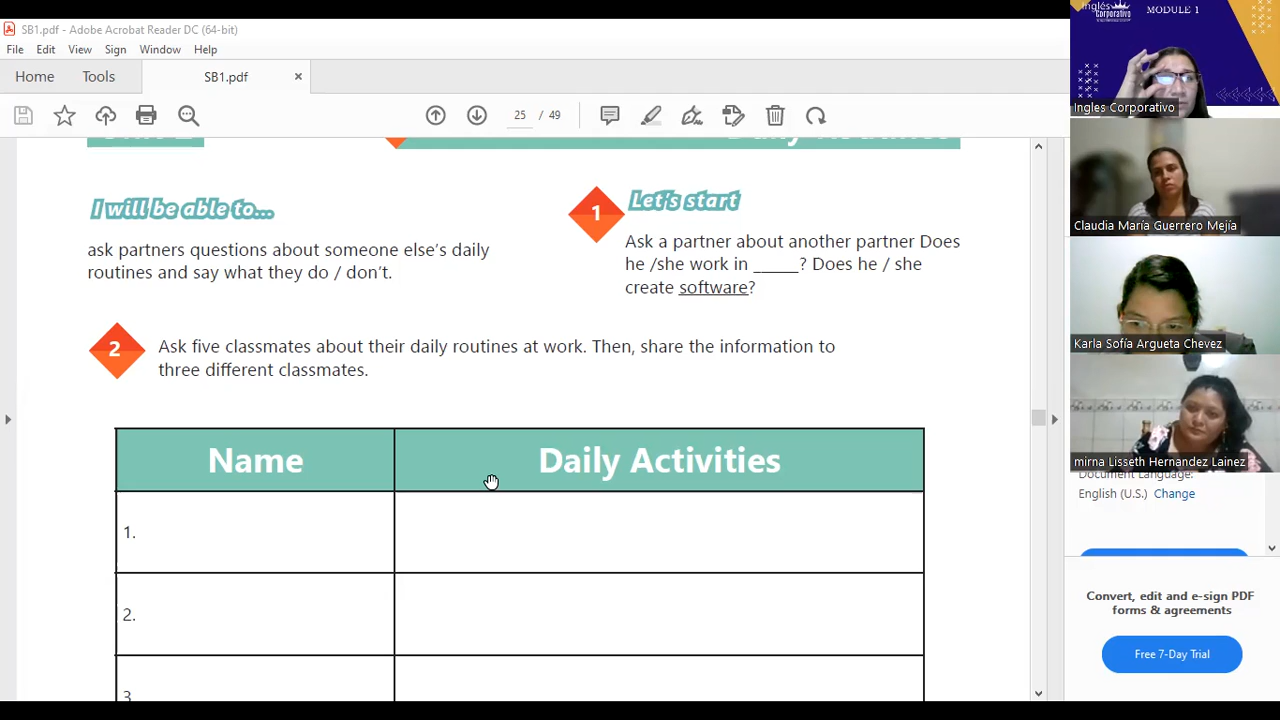 SB1.pdf - Adobe Acrobat Reader DC (64-bit)
File Edit View Sign Window Help
Home Tools SB1.pdf ×
25 / 49
Daily Routines
I will be able to...
ask partners questions about someone else's daily
routines and say what they do / don't.
1 Let's start
Ask a partner about another partner Does
he /she work in _____? Does he / she
create software?
2 Ask five classmates about their daily routines at work. Then, share the information to
three different classmates.
Name Daily Activities
1.
2.
3.
Inglés
corporativo
MODULE 1
Ingles Corporativo
Claudia María Guerrero Mejía
Karla Sofía Argueta Chevez
mirna Lisseth Hernandez Lainez
Document Language:
English (U.S.) Change
Convert, edit and e-sign PDF
forms & agreements
Free 7-Day Trial